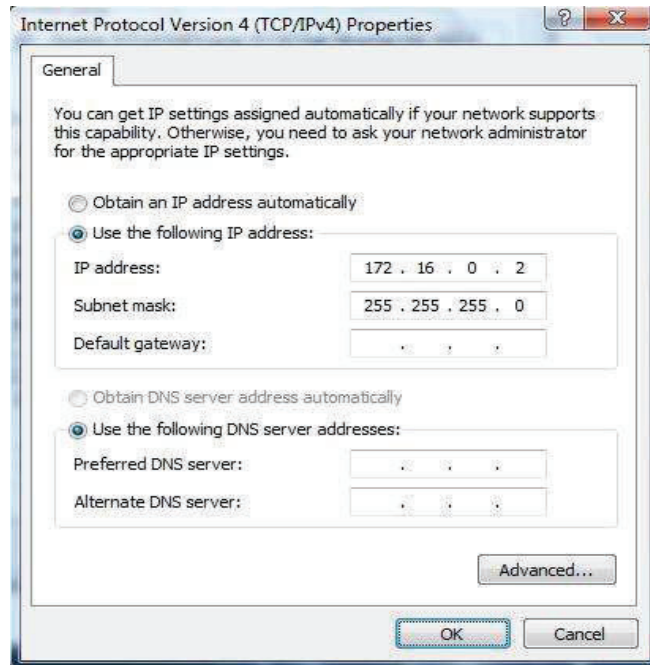 Internet Protocol Version 4 (TCP/IPv4) Properties
General
You can get IP settings assigned automatically if your network supports
this capability. Otherwise, you need to ask your network administrator
for the appropriate IP settings.
Obtain an IP address automatically
Use the following IP address:
IP address: 172 . 16 . 0 . 2
Subnet mask: 255 . 255 . 255 . 0
Default gateway: . . .
Obtain DNS server address automatically
Use the following DNS server addresses:
Preferred DNS server: . . .
Alternate DNS server: . . .
Advanced...
OK Cancel